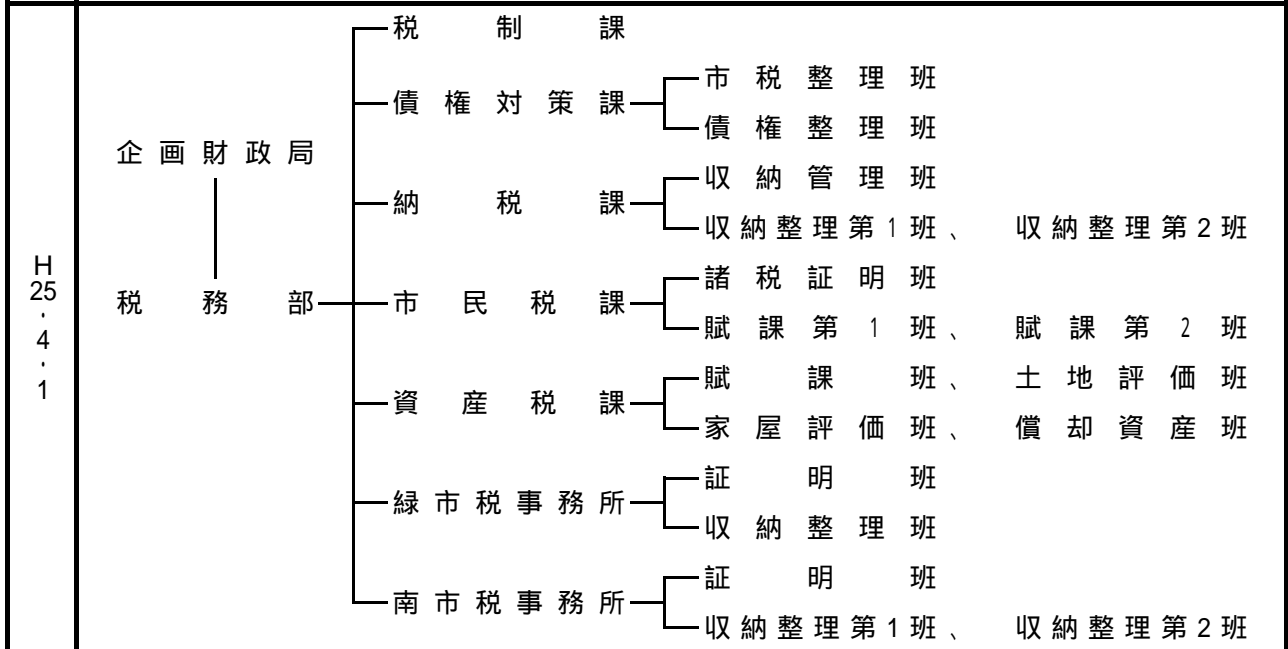 H25・4・1
企画財政局
税務部
税制課
債権対策課
市税整理班
債権整理班
納税課
収納管理班
収納整理第1班、 収納整理第2班
市民税課
諸税証明班
賦課第1班、 賦課第2班
資産税課
賦課班、 土地評価班
家屋評価班、 償却資産班
緑市税事務所
証明班
収納整理班
南市税事務所
証明班
収納整理第1班、 収納整理第2班